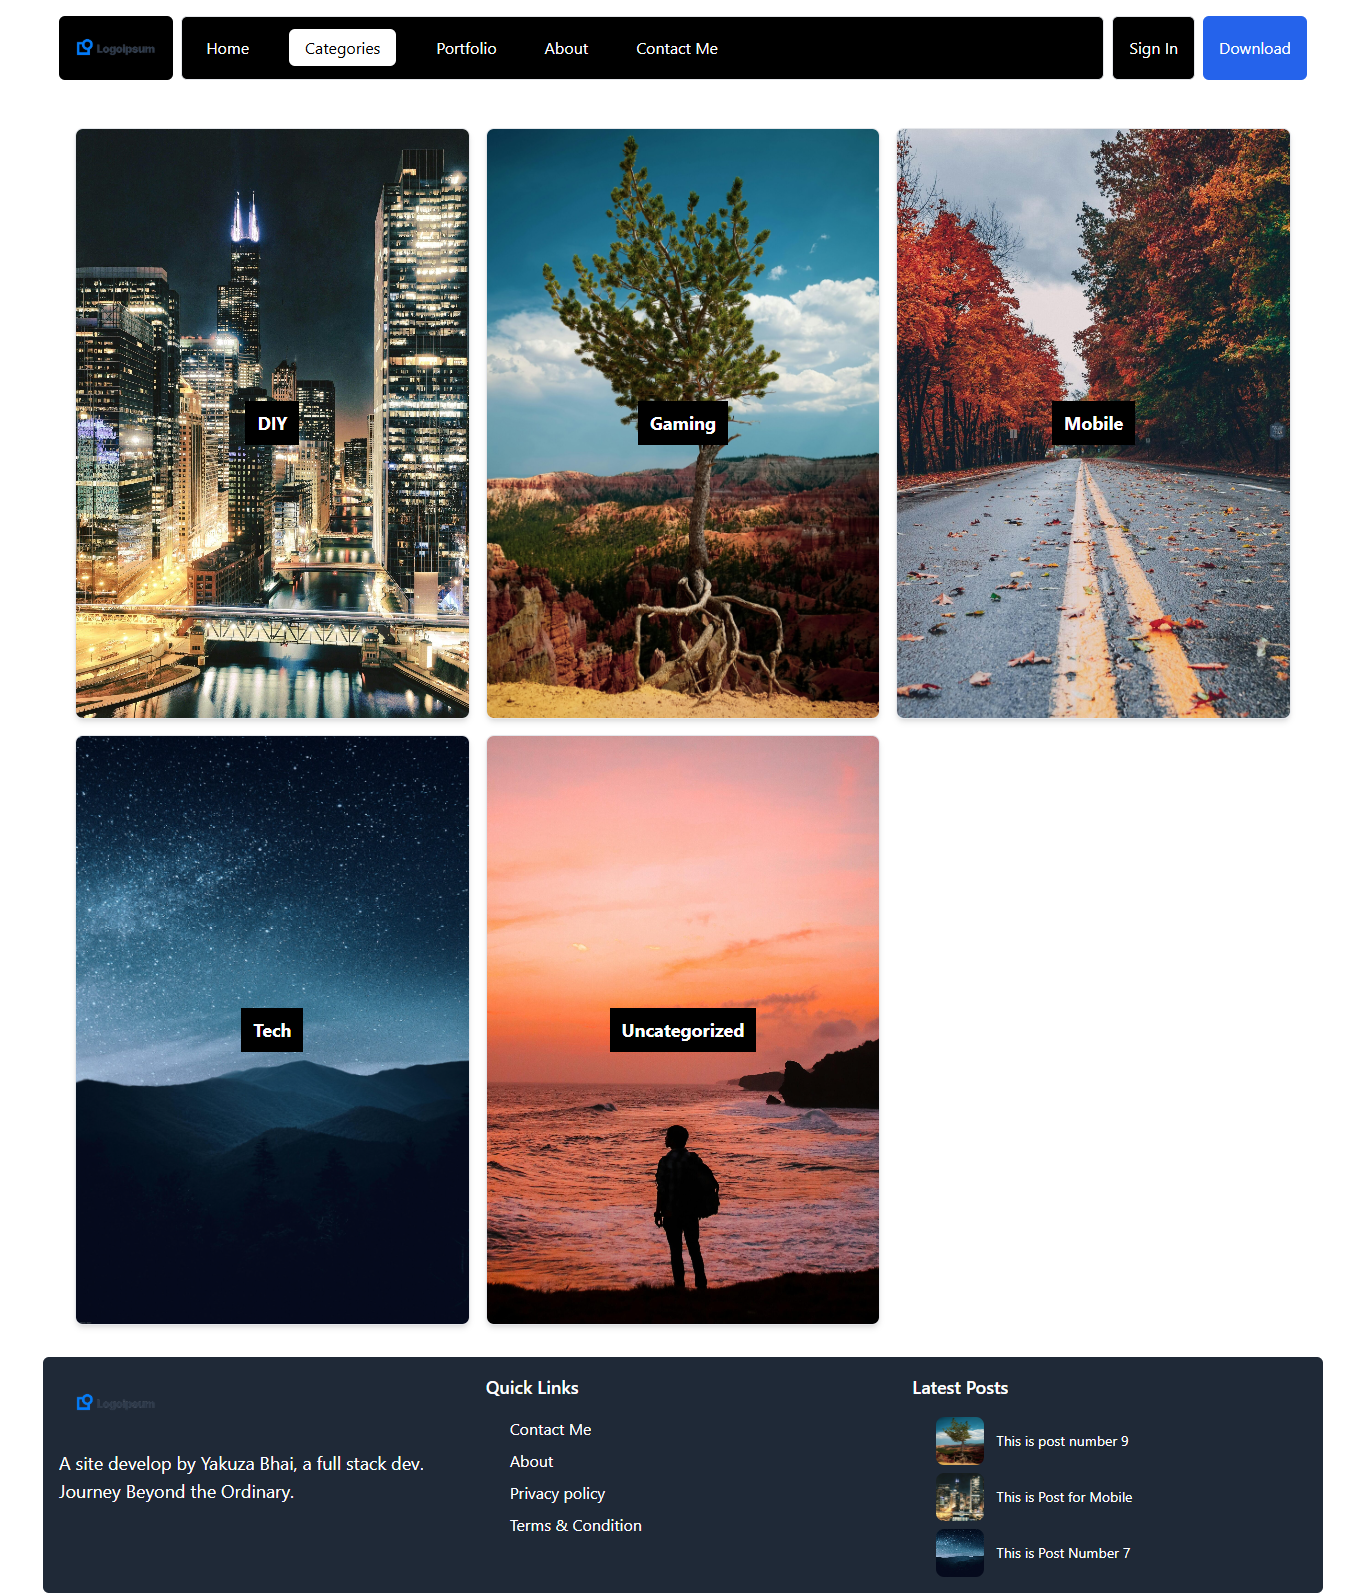 Logoipsum
Home
Categories
Portfolio
About
Contact Me
Sign In
Download
DIY
Gaming
Mobile
Tech
Uncategorized
Logoipsum
A site develop by Yakuza Bhai, a full stack dev.
Journey Beyond the Ordinary.
Quick Links
Contact Me
About
Privacy policy
Terms & Condition
Latest Posts
This is post number 9
This is Post for Mobile
This is Post Number 7